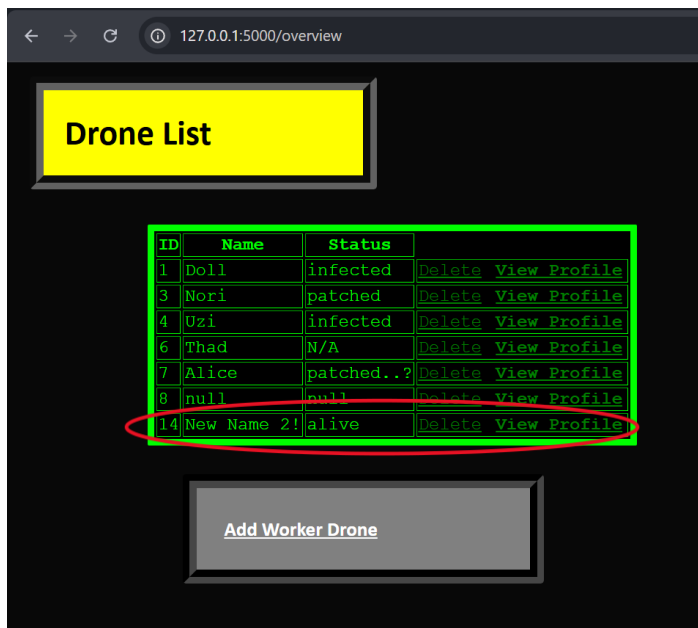 127.0.0.1:5000/overview
Drone List
ID Name Status
1 Doll infected Delete View Profile
3 Nori patched Delete View Profile
4 Uzi infected Delete View Profile
6 Thad N/A Delete View Profile
7 Alice patched..? Delete View Profile
8 null null Delete View Profile
14 New Name 2! alive Delete View Profile
Add Worker Drone